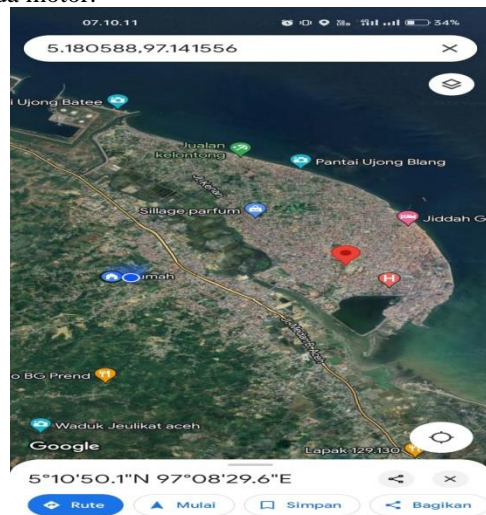 da motor.
07.10.11
34%
5.180588,97.141556
i Ujong Batee
Jualan
kelontong
Pantai Ujong Blang
Sillage parfum
Jiddah G
H
umah
o BG Prend
Waduk Jeulikat aceh
Google
Lapak 129.130
5°10'50.1"N 97°08'29.6"E
Rute
Mulai
Simpan
Bagikan